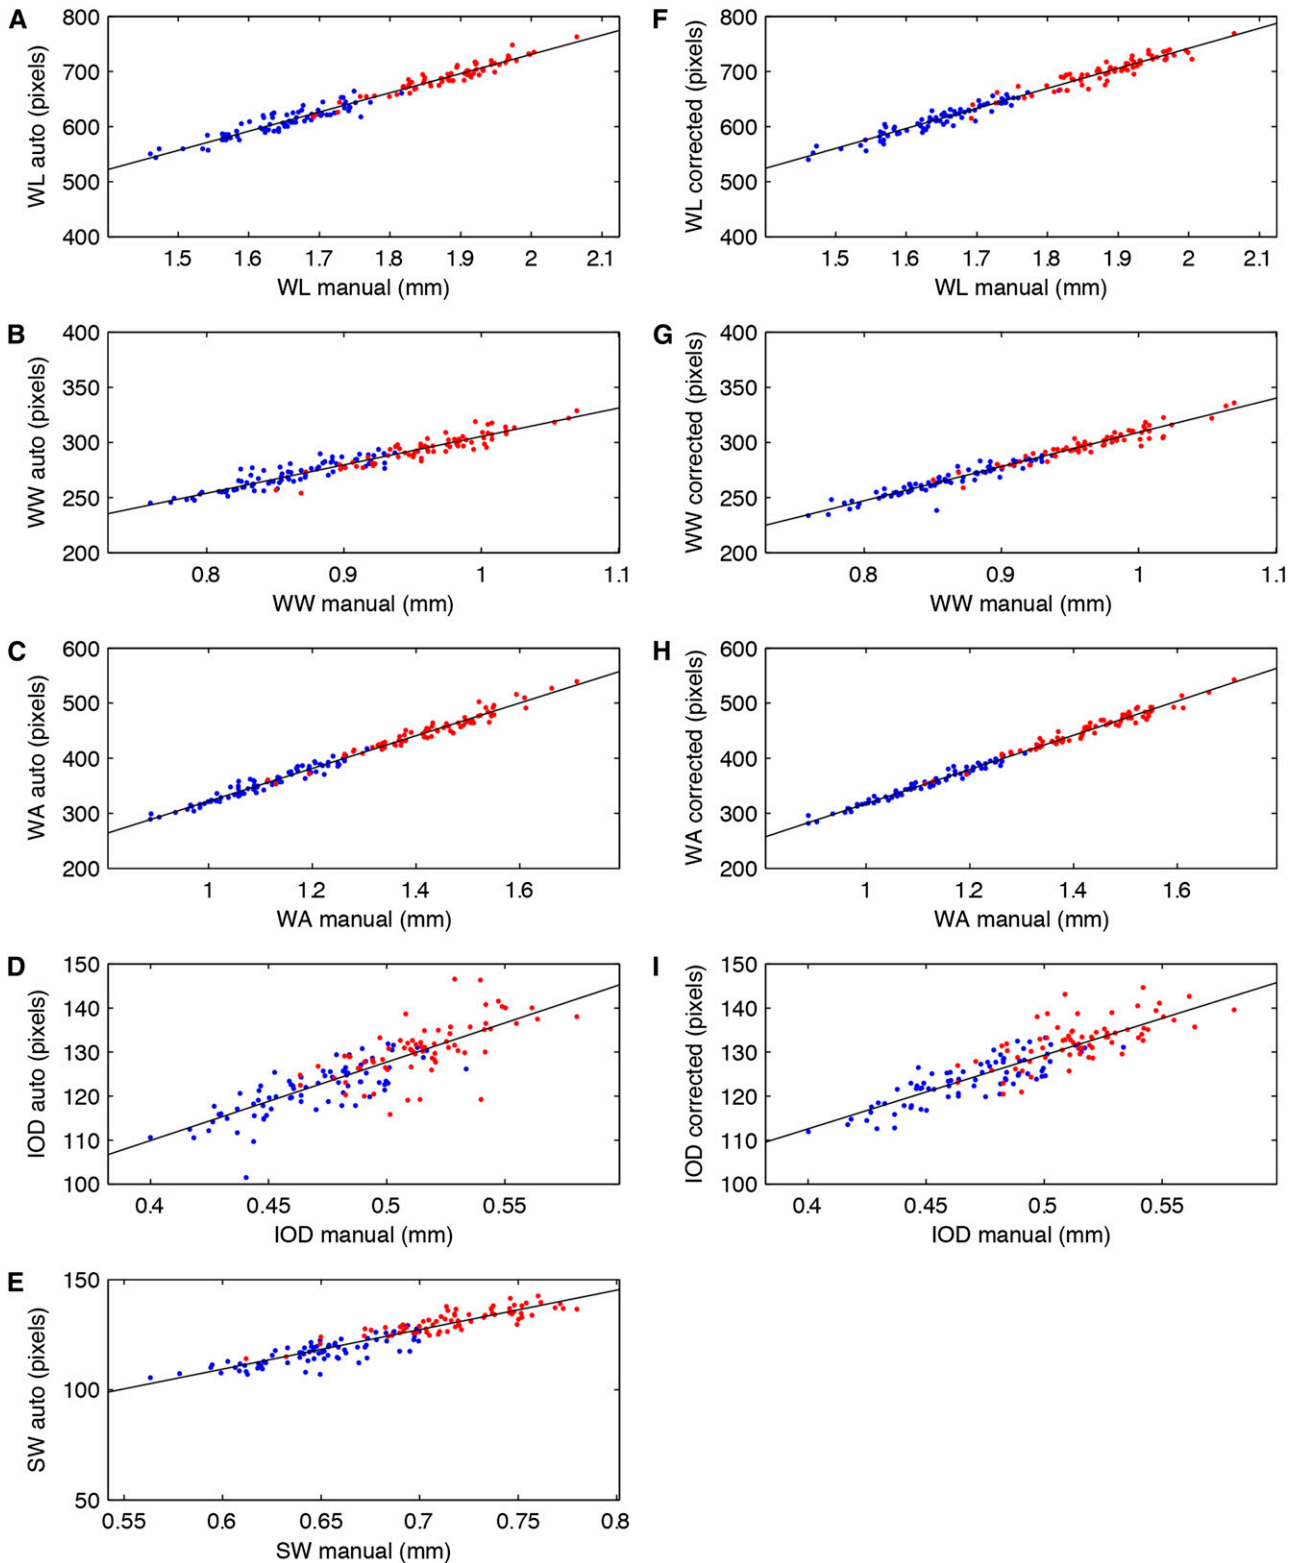 A
WL auto (pixels)
800
700
600
500
400
1.5 1.6 1.7 1.8 1.9 2 2.1
WL manual (mm)
F
WL corrected (pixels)
800
700
600
500
400
1.5 1.6 1.7 1.8 1.9 2 2.1
WL manual (mm)
B
WW auto (pixels)
400
350
300
250
200
0.8 0.9 1 1.1
WW manual (mm)
G
WW corrected (pixels)
400
350
300
250
200
0.8 0.9 1 1.1
WW manual (mm)
C
WA auto (pixels)
600
500
400
300
200
1 1.2 1.4 1.6
WA manual (mm)
H
WA corrected (pixels)
600
500
400
300
200
1 1.2 1.4 1.6
WA manual (mm)
D
IOD auto (pixels)
150
140
130
120
110
100
0.4 0.45 0.5 0.55
IOD manual (mm)
I
IOD corrected (pixels)
150
140
130
120
110
100
0.4 0.45 0.5 0.55
IOD manual (mm)
E
SW auto (pixels)
150
100
50
0.55 0.6 0.65 0.7 0.75 0.8
SW manual (mm)